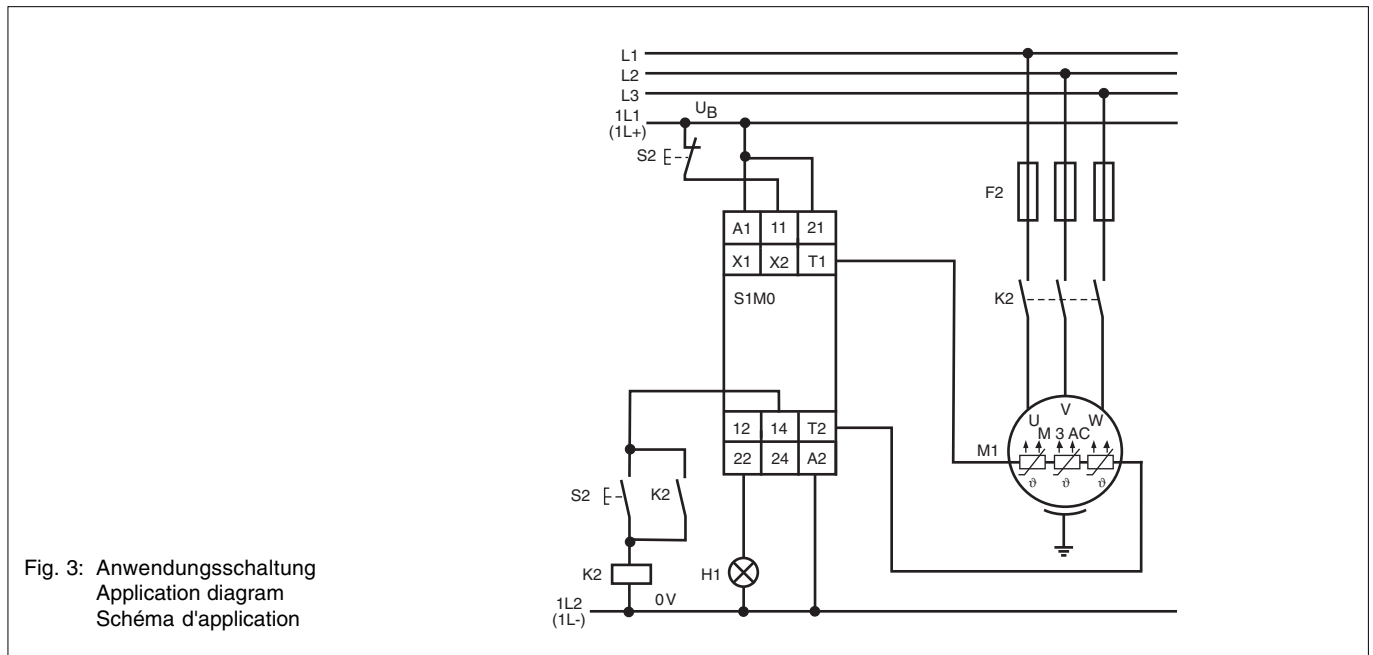 L1
L2
L3
1L1
(1L+)
UB
S2
F2
A1 11 21
X1 X2 T1
S1M0
K2
12 14 T2
22 24 A2
U V W
M 3 AC
M1
ϑ ϑ ϑ
S2 K2
K2 H1
1L2
(1L-)
0V
Fig. 3: Anwendungsschaltung
Application diagram
Schéma d'application